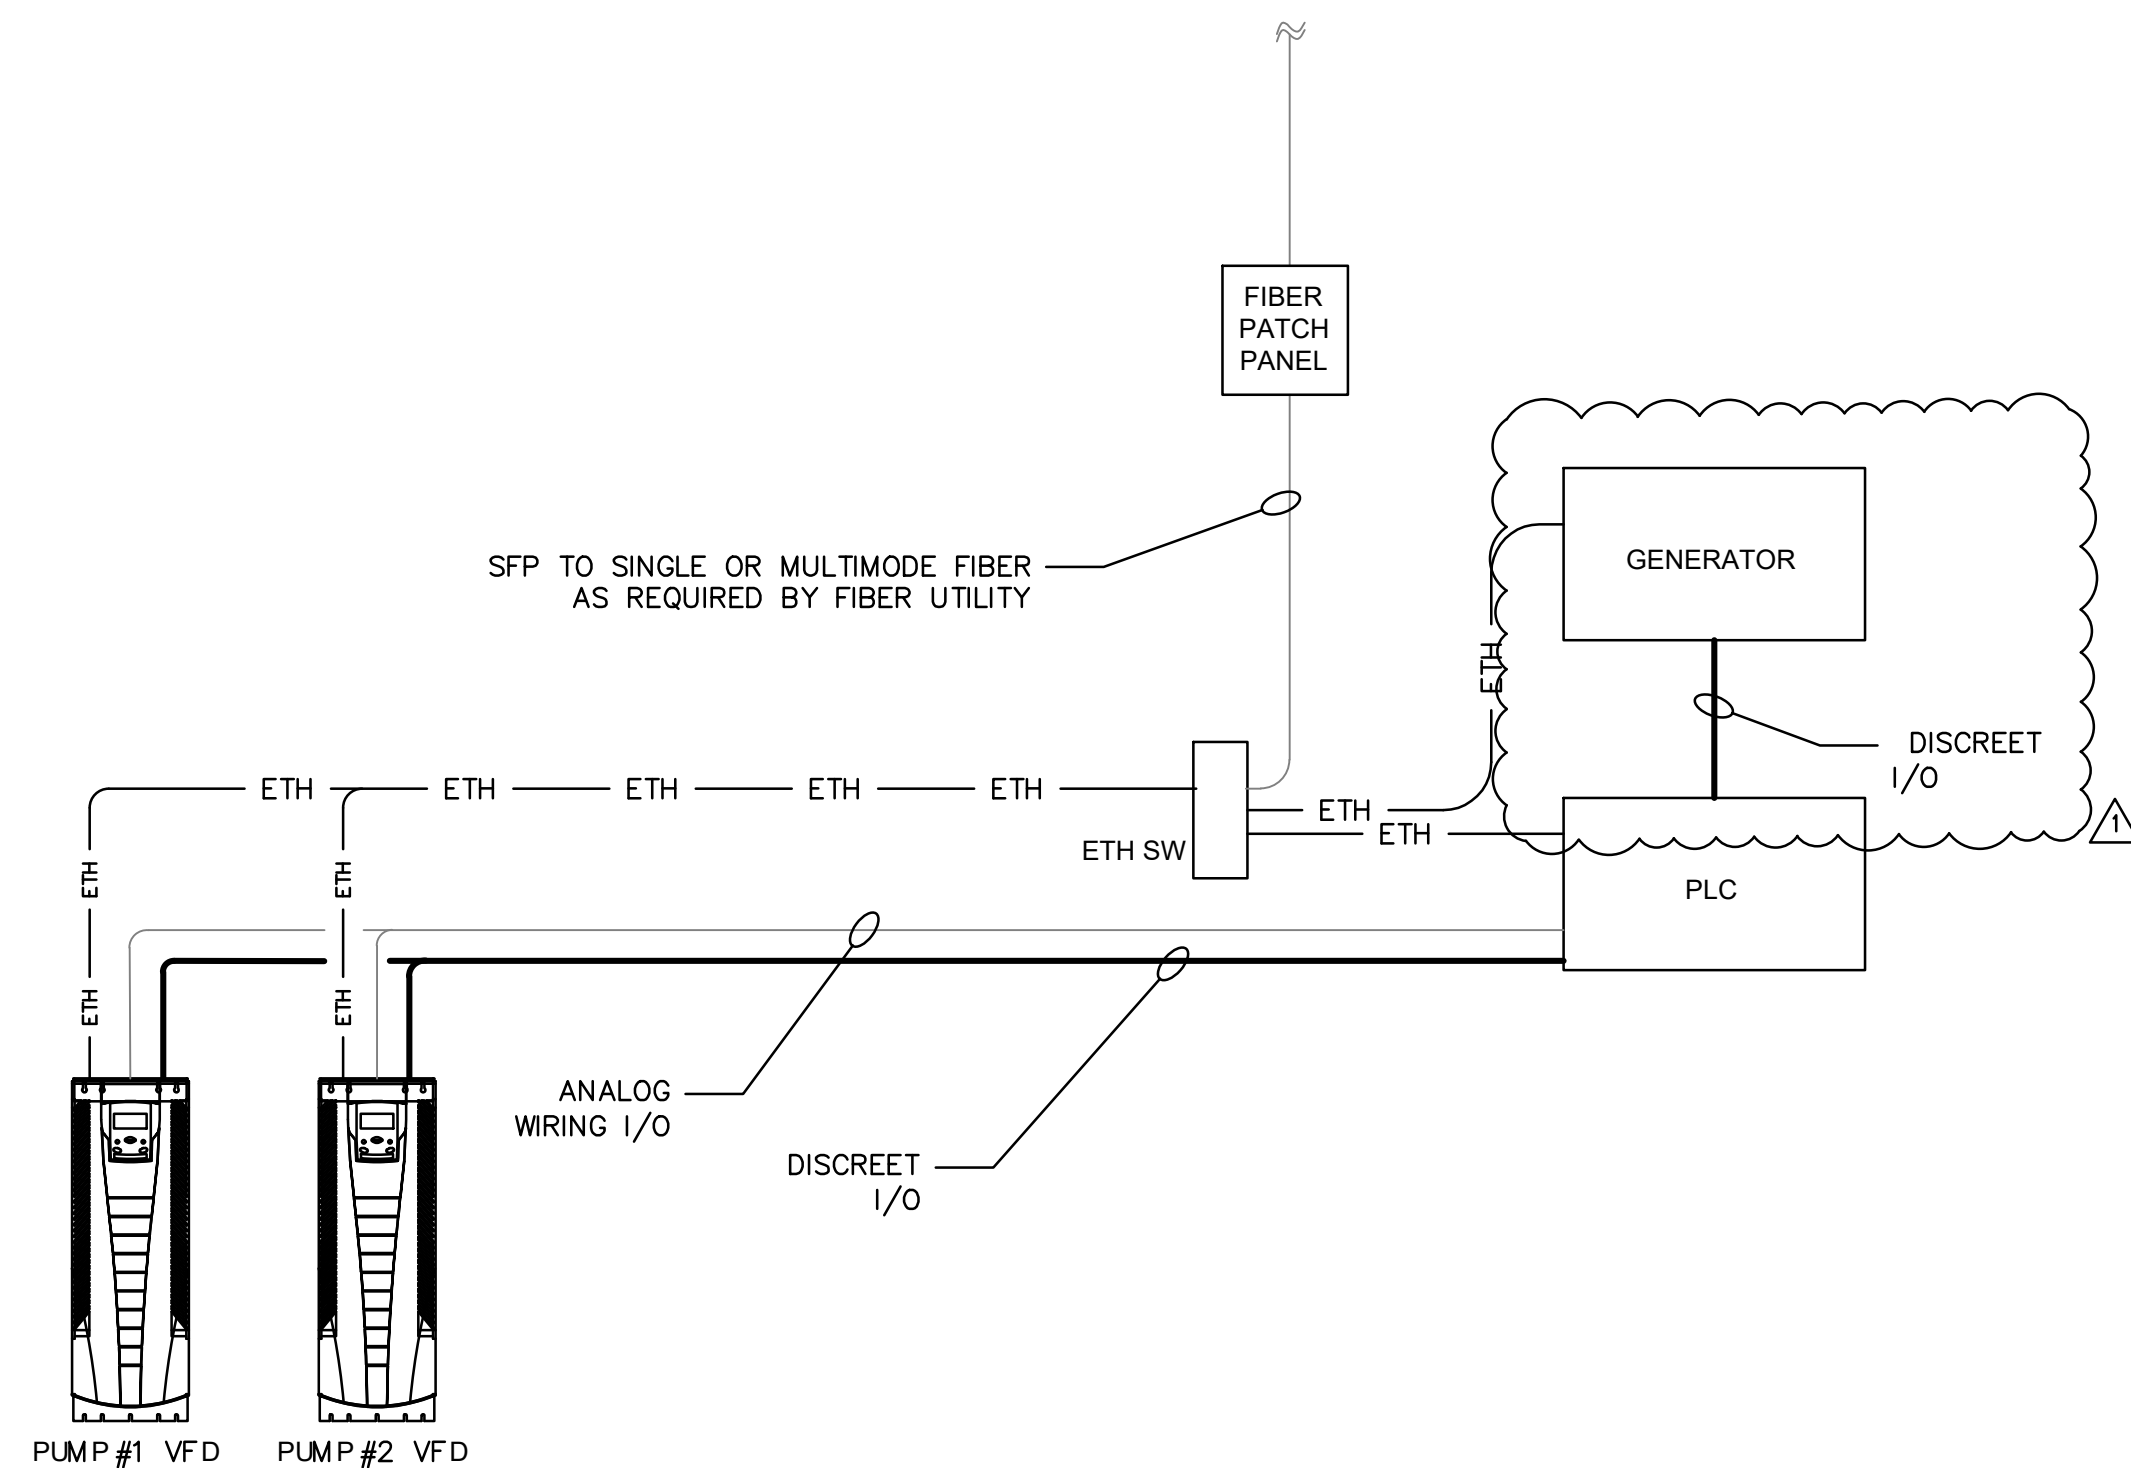 FIBER
PATCH
PANEL
SFP TO SINGLE OR MULTIMODE FIBER
AS REQUIRED BY FIBER UTILITY
GENERATOR
ETH
DISCREET
I/O
ETH ETH ETH ETH ETH
ETH
ETH
1
ETH SW
PLC
ETH ETH
ETH ETH
ANALOG
WIRING I/O
DISCREET
I/O
PUMP #1 VFD PUMP #2 VFD